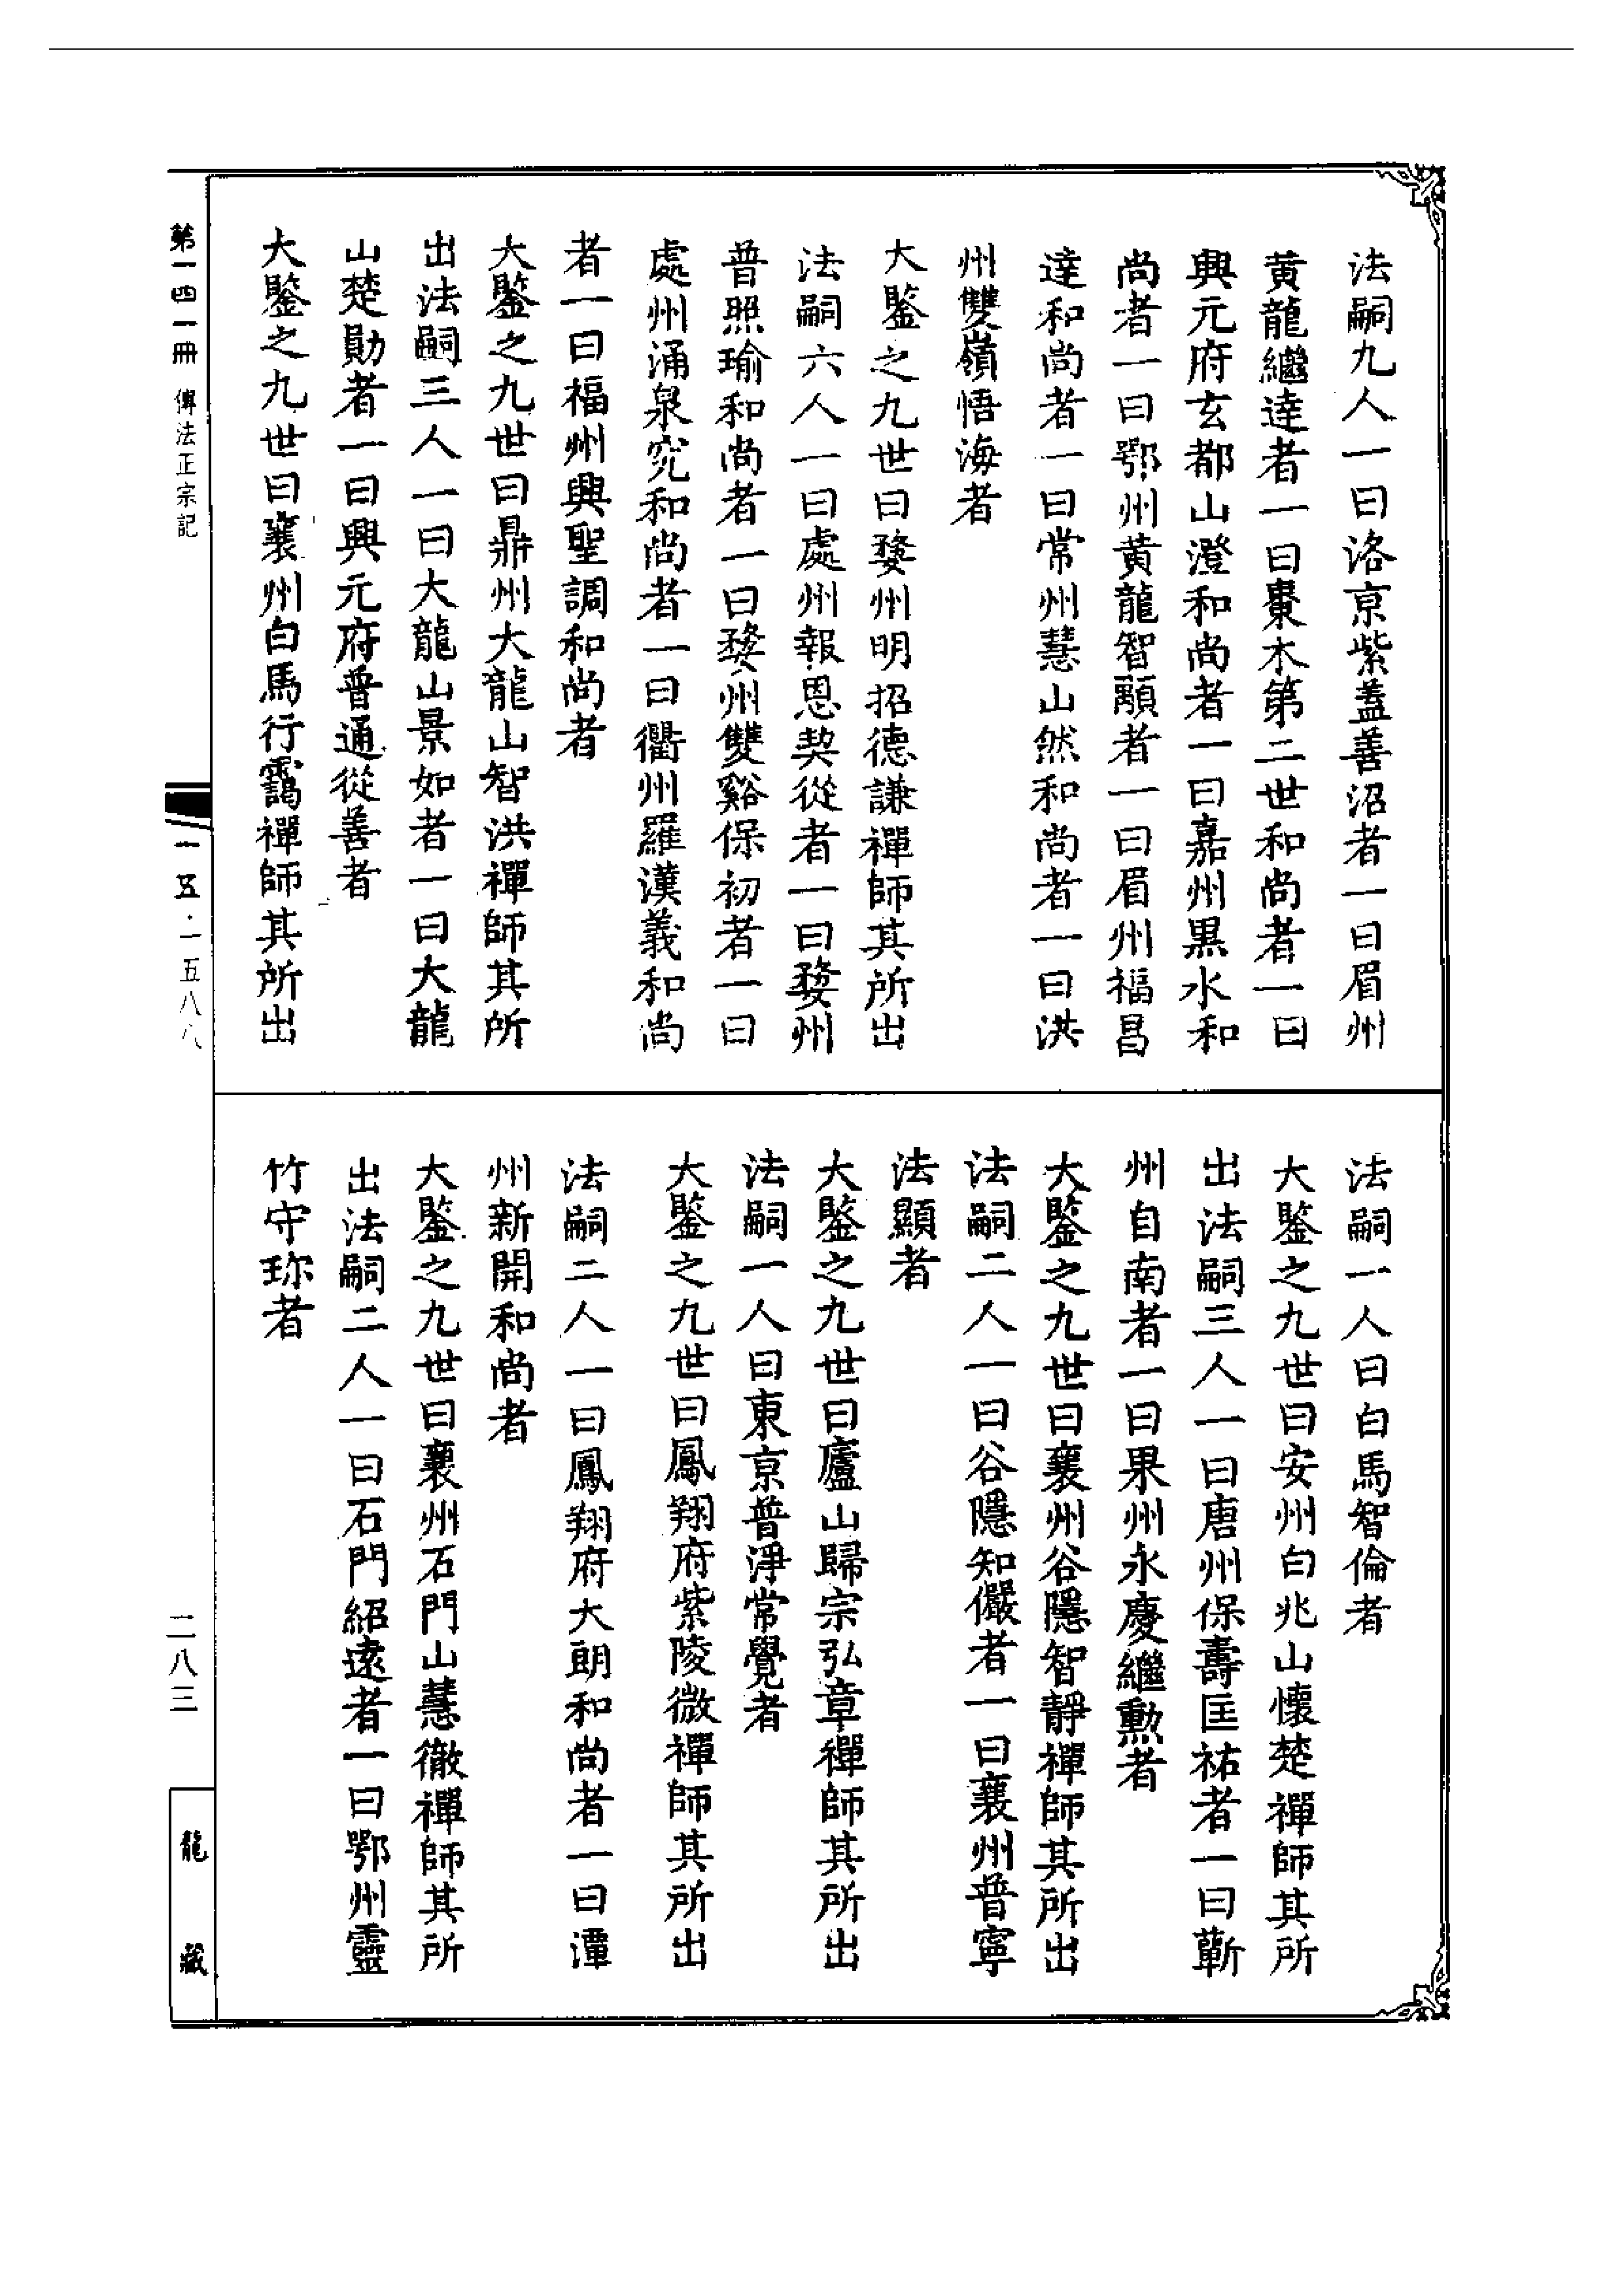 法嗣九人一曰洛京紫蓋善沼者一曰眉州
黃龍繼達者一曰棗木第二世和尚者一曰
興元府玄都山澄和尚者一曰嘉州黑水和
尚者一曰鄂州黃龍智顒者一曰眉州福昌
達和尚者一曰常州慧山然和尚者一曰洪
州雙嶺悟海者
大鑒之九世曰婺州明招德謙禪師其所出
法嗣六人一曰處州報恩契從者一曰婺州
普照瑜和尚者一曰婺州雙谿保初者一曰
處州涌泉究和尚者一曰衢州羅漢義和尚
者一曰福州興聖調和尚者
大鑒之九世曰鼎州大龍山智洪禪師其所
出法嗣三人一曰大龍山景如者一曰大龍
山楚勛者一曰興元府普通從善者
大鑒之九世曰襄州白馬行靄禪師其所出
法嗣一人曰白馬智倫者
大鑒之九世曰安州白兆山懷楚禪師其所
出法嗣三人一曰唐州保壽匡祐者一曰蘄
州自南者一曰果州永慶繼勲者
大鑒之九世曰襄州谷隱智靜禪師其所出
法嗣二人一曰谷隱知儼者一曰襄州普寧
法顯者
大鑒之九世曰廬山歸宗弘章禪師其所出
法嗣一人曰東京普淨常覺者
大鑒之九世曰鳳翔府紫陵微禪師其所出
法嗣二人一曰鳳翔府大朗和尚者一曰潭
州新開和尚者
大鑒之九世曰襄州石門山慧徹禪師其所
出法嗣二人一曰石門紹遠者一曰鄂州靈
竹守珎者
第一四一冊 傳法正宗記
一五·一五八八
二八三
龍藏